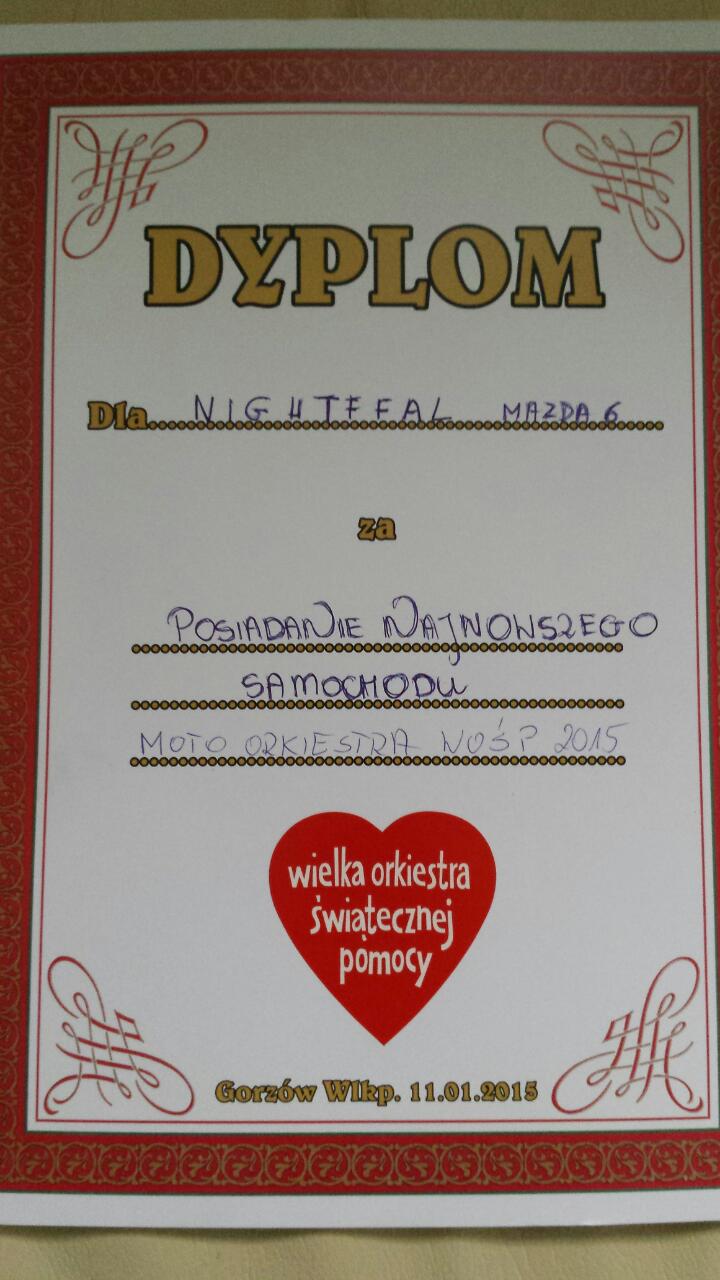 DYPLOM
Dla NIGHTFFAL MAZDA 6
za
POSIADANIE NAJNOWSZEGO
SAMOCHODU
MOTO ORKIESTRA WOŚP 2015
wielka orkiestra
świątecznej
pomocy
Gorzów Wlkp. 11.01.2015